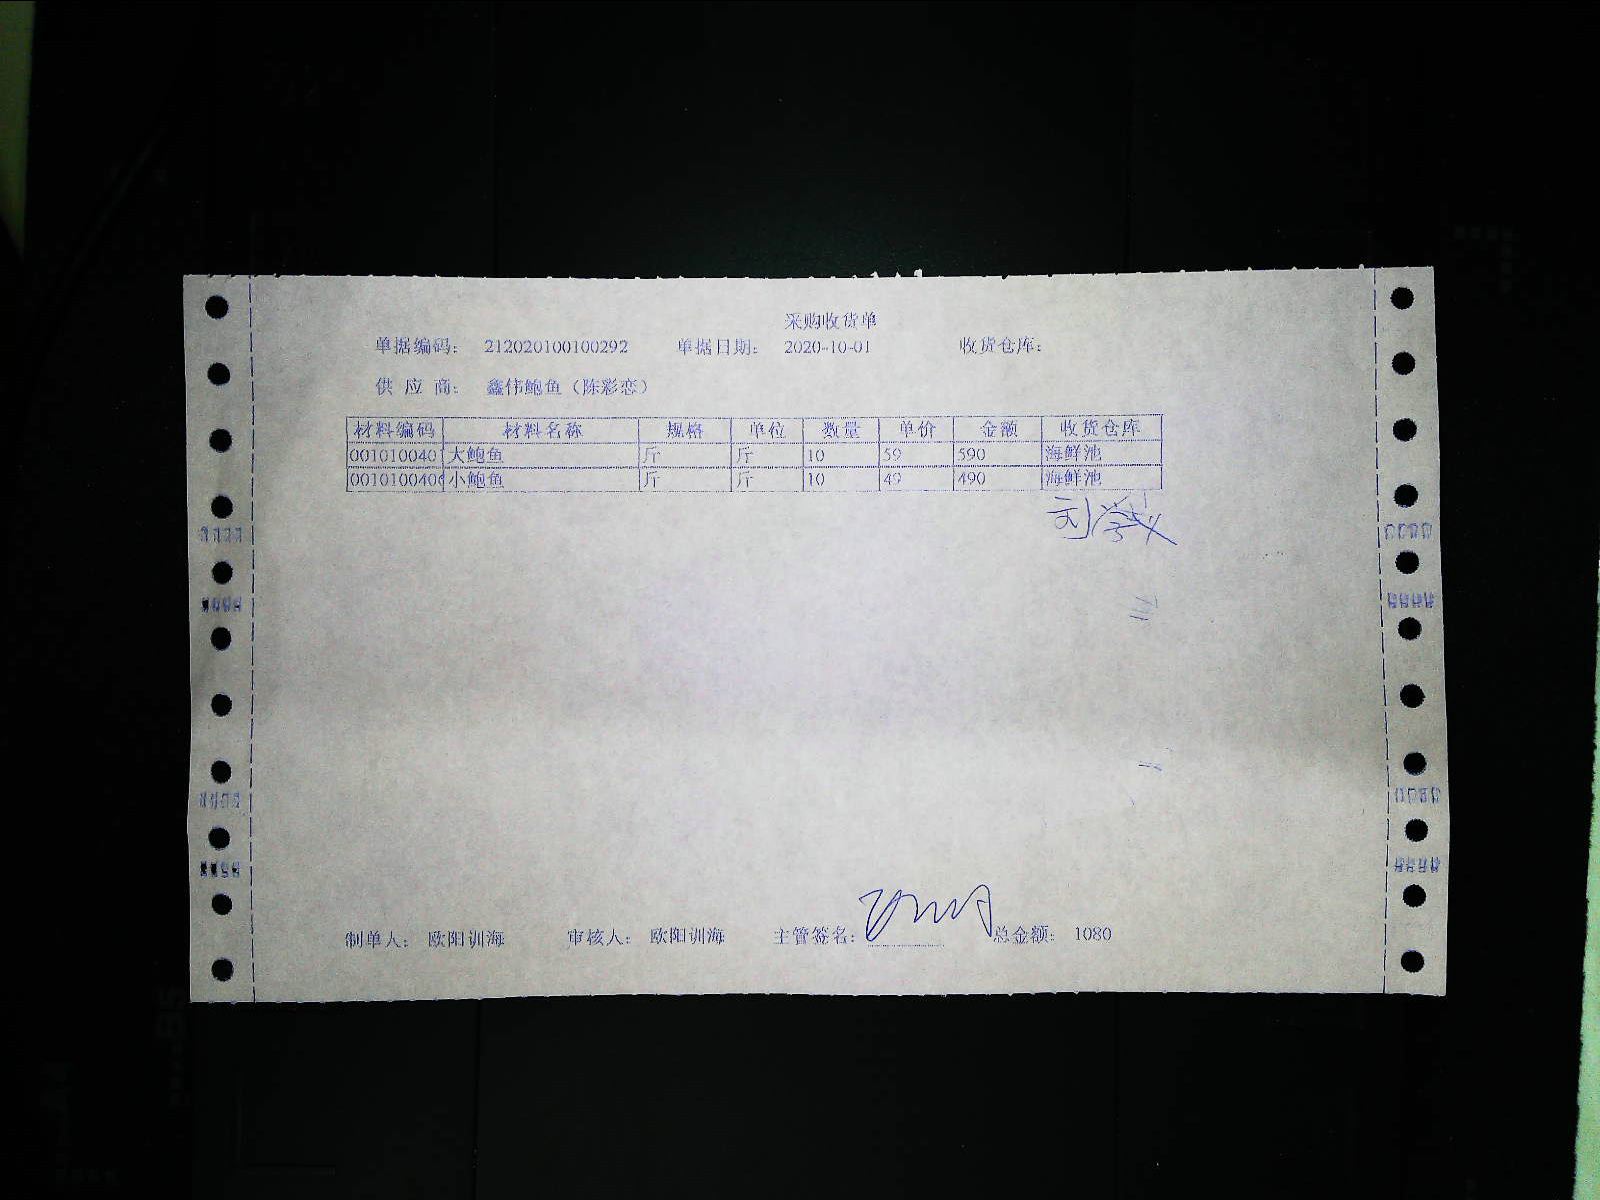 采购收货单
单据编码： 212020100100292 单据日期： 2020-10-01 收货仓库：
供 应 商： 鑫伟鲍鱼（陈彩恋）
材料编码 材料名称 规格 单位 数量 单价 金额 收货仓库
001010040 大鲍鱼 斤 斤 10 59 590 海鲜池
001010040 小鲍鱼 斤 斤 10 49 490 海鲜池
制单人： 欧阳训海 审核人： 欧阳训海 主管签名： 总金额： 1080